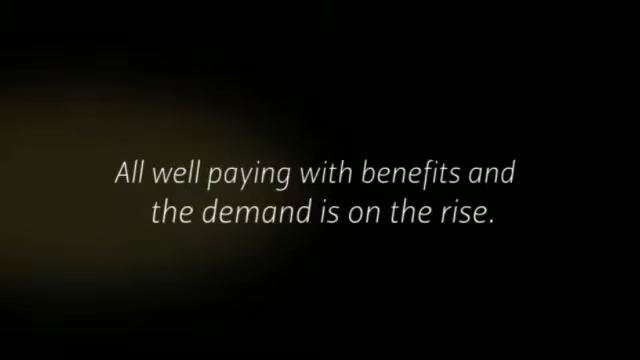 All well paying with benefits and
the demand is on the rise.